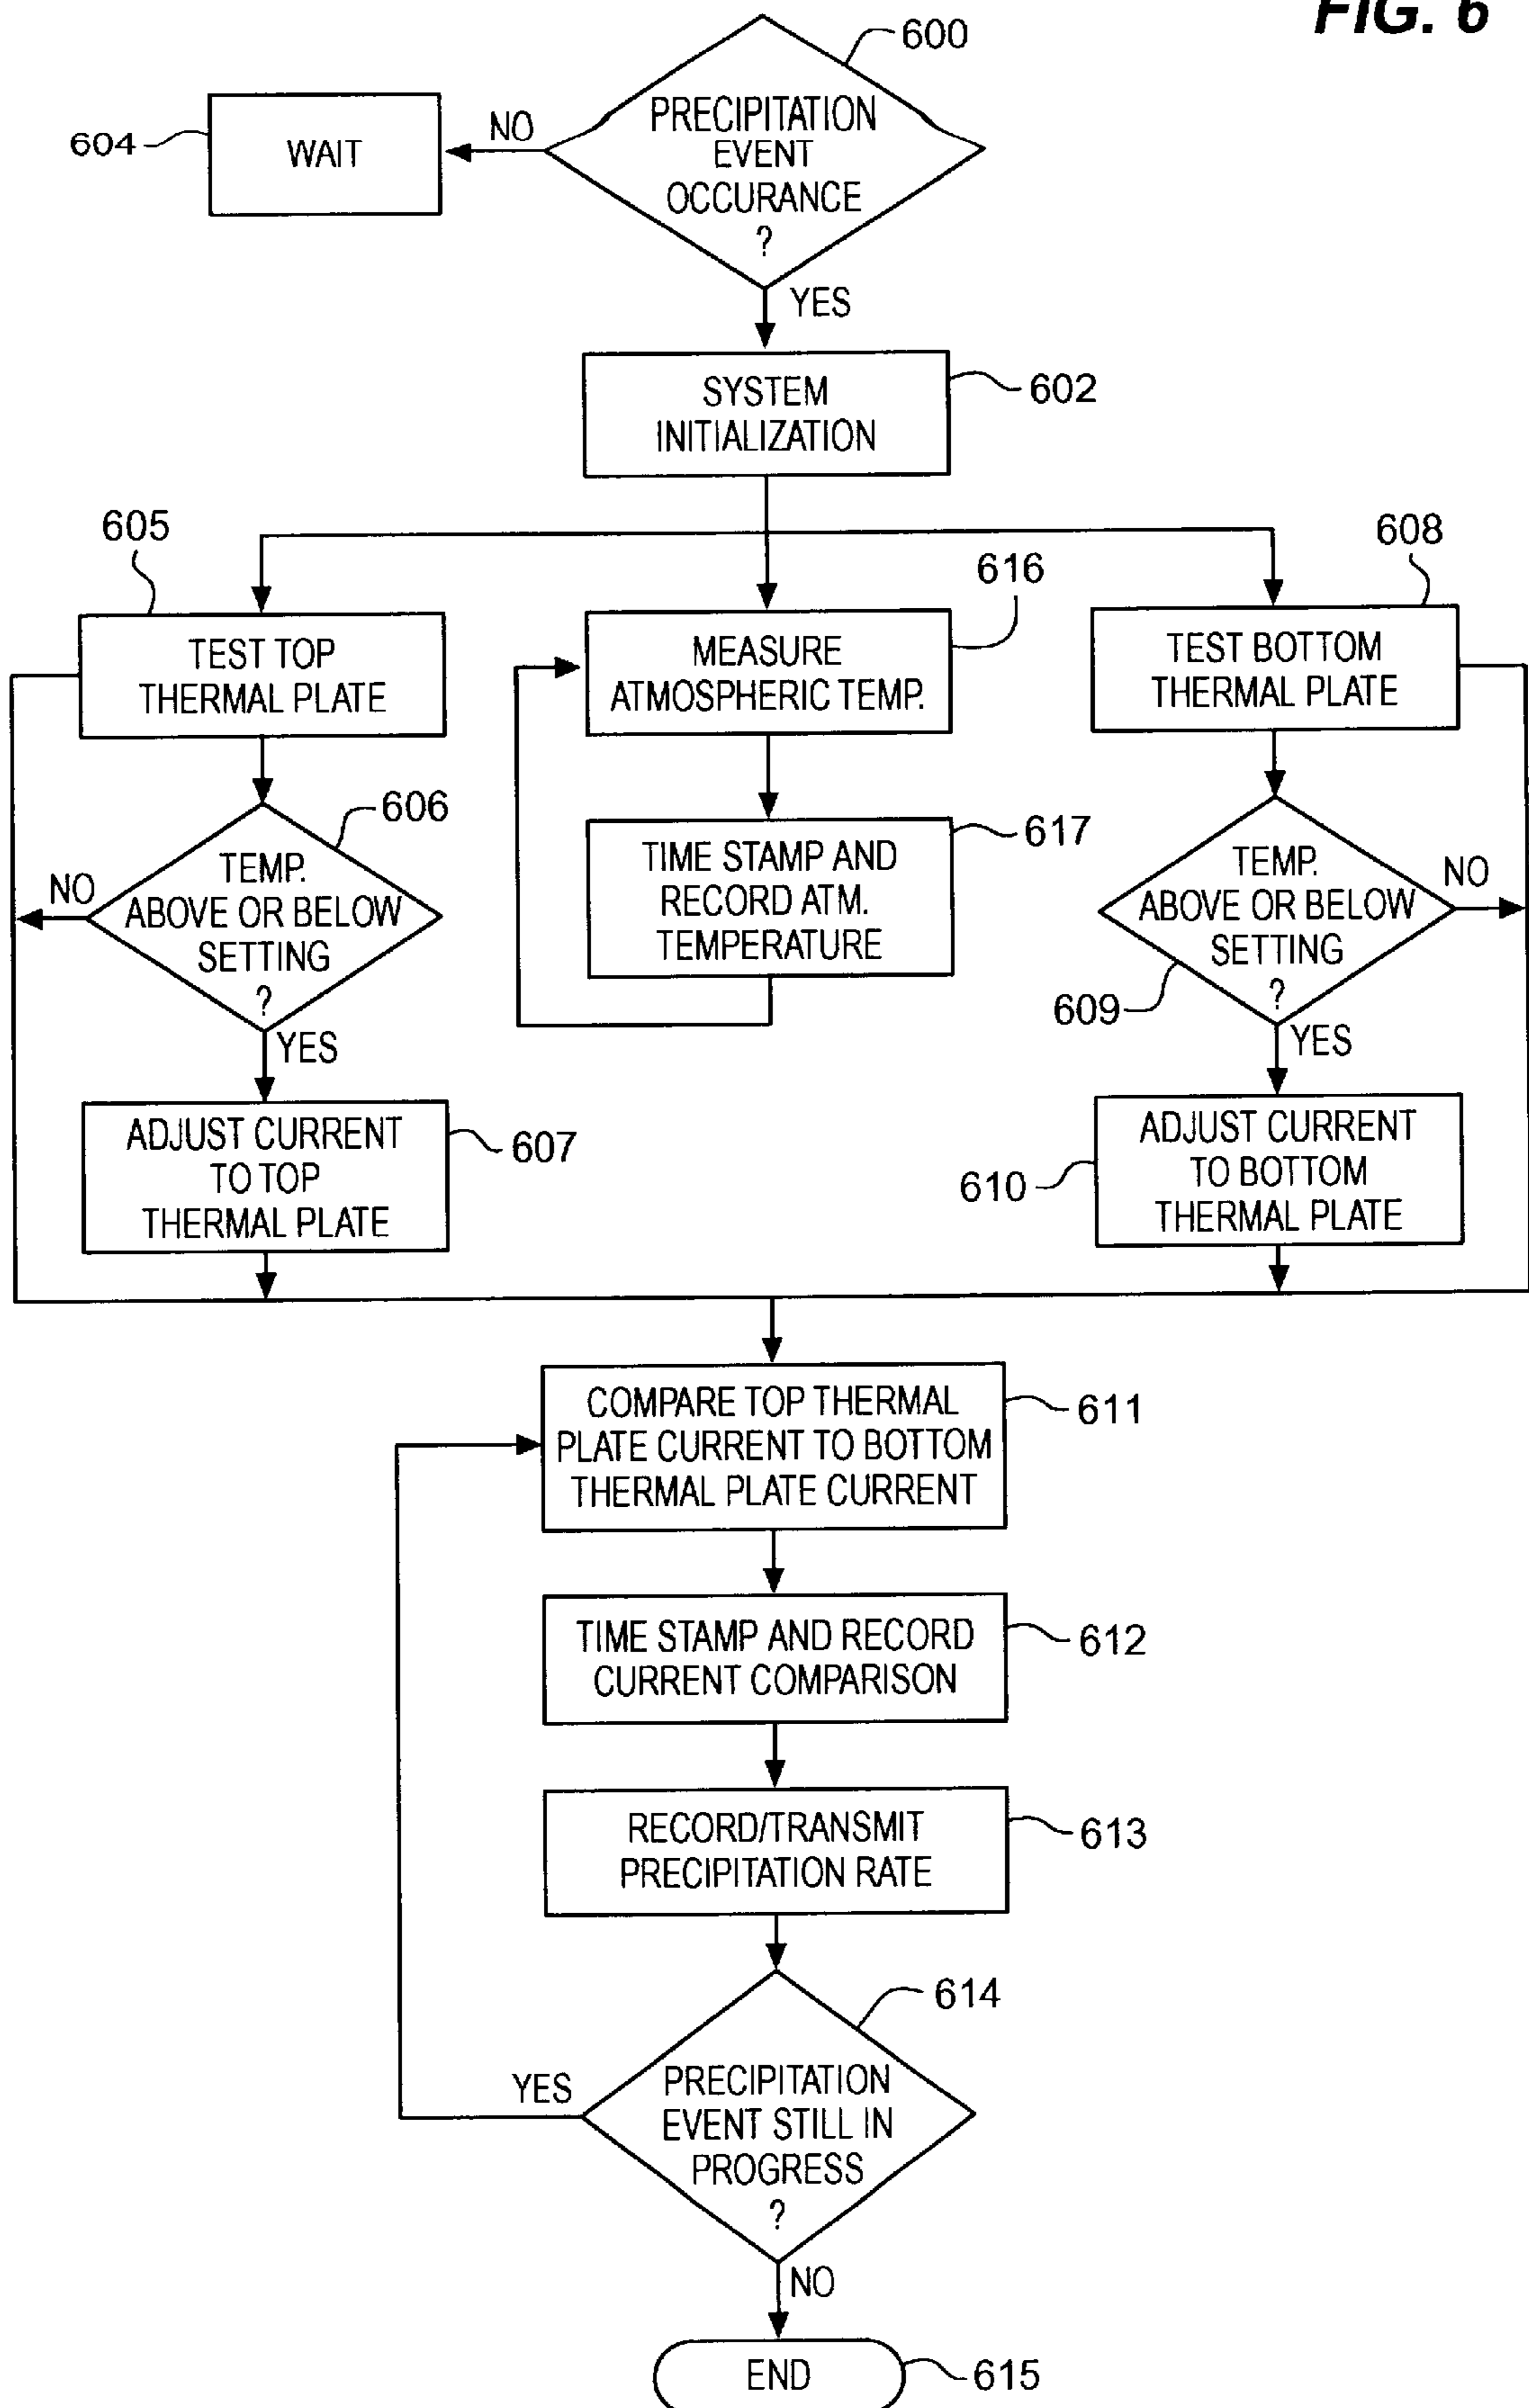 FIG. 6
600
PRECIPITATION
EVENT
OCCURANCE
?
NO
604
WAIT
YES
SYSTEM
INITIALIZATION
602
605
TEST TOP
THERMAL PLATE
616
MEASURE
ATMOSPHERIC TEMP.
608
TEST BOTTOM
THERMAL PLATE
606
TEMP.
ABOVE OR BELOW
SETTING
?
NO
YES
617
TIME STAMP AND
RECORD ATM.
TEMPERATURE
TEMP.
ABOVE OR BELOW
SETTING
?
NO
609
YES
ADJUST CURRENT
TO TOP
THERMAL PLATE
607
610
ADJUST CURRENT
TO BOTTOM
THERMAL PLATE
COMPARE TOP THERMAL
PLATE CURRENT TO BOTTOM
THERMAL PLATE CURRENT
611
TIME STAMP AND RECORD
CURRENT COMPARISON
612
RECORD/TRANSMIT
PRECIPITATION RATE
613
614
YES
PRECIPITATION
EVENT STILL IN
PROGRESS
?
NO
END
615